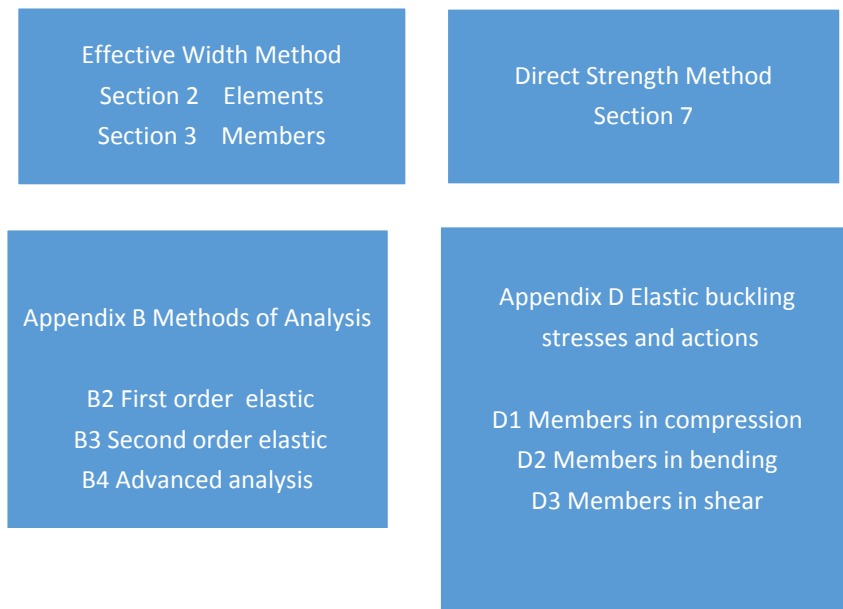 Effective Width Method
Section 2    Elements
Section 3    Members
Direct Strength Method
Section 7
Appendix B Methods of Analysis
B2 First order  elastic
B3 Second order elastic
B4 Advanced analysis
Appendix D Elastic buckling
stresses and actions
D1 Members in compression
D2 Members in bending
D3 Members in shear